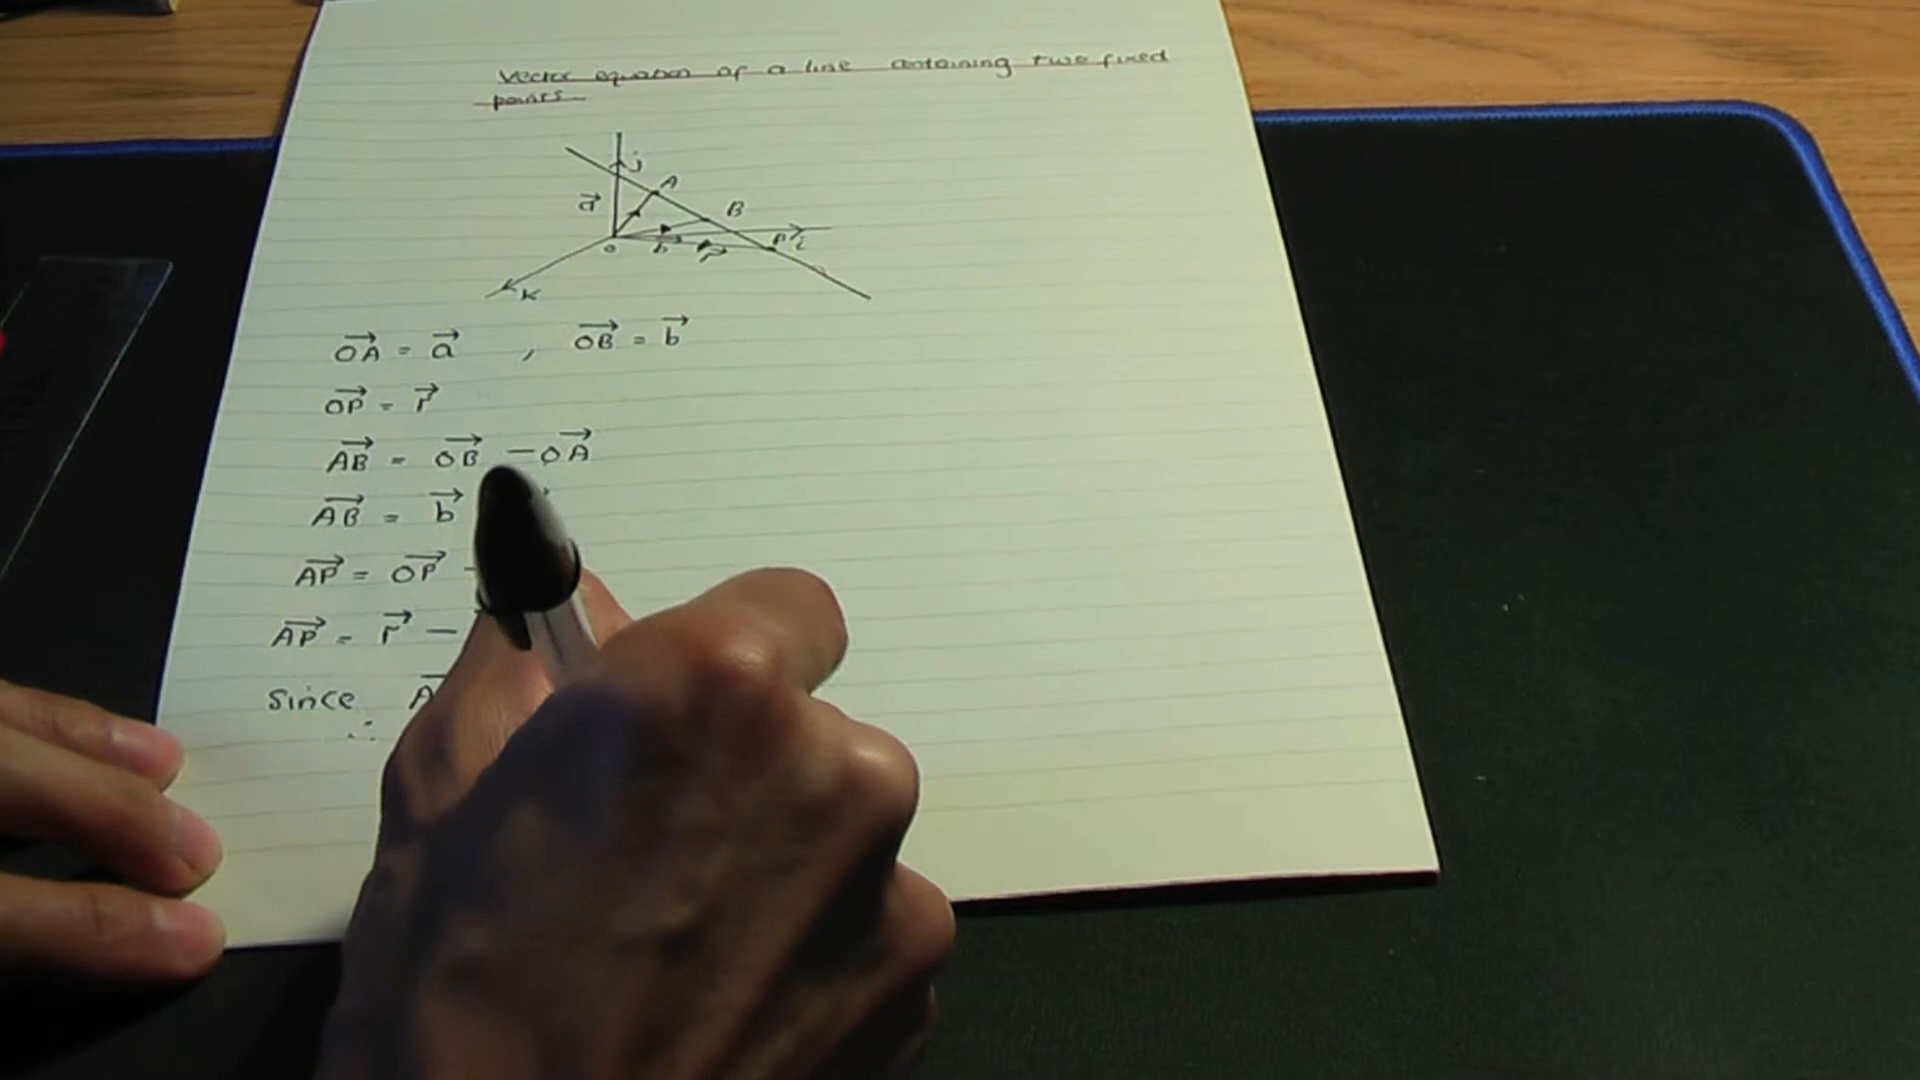 Vector equation of a line containing two fixed
points
j
A
a⃗
B
O
b⃗
r⃗
P
i
K
OA⃗ = a⃗ , OB⃗ = b⃗
OP⃗ = r⃗
AB⃗ = OB⃗ - OA⃗
AB⃗ = b⃗
AP⃗ = OP⃗ -
AP⃗ = r⃗ -
Since A
∴